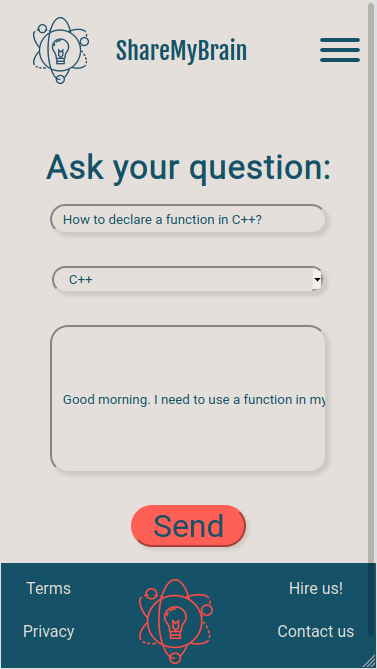 ShareMyBrain
Ask your question:
How to declare a function in C++?
C++
Good morning. I need to use a function in my
Send
Terms
Hire us!
Privacy
Contact us